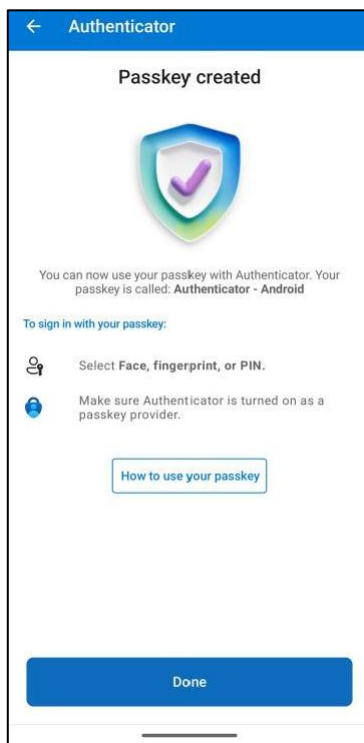 Authenticator
Passkey created
You can now use your passkey with Authenticator. Your
passkey is called: Authenticator - Android
To sign in with your passkey:
Select Face, fingerprint, or PIN.
Make sure Authenticator is turned on as a
passkey provider.
How to use your passkey
Done